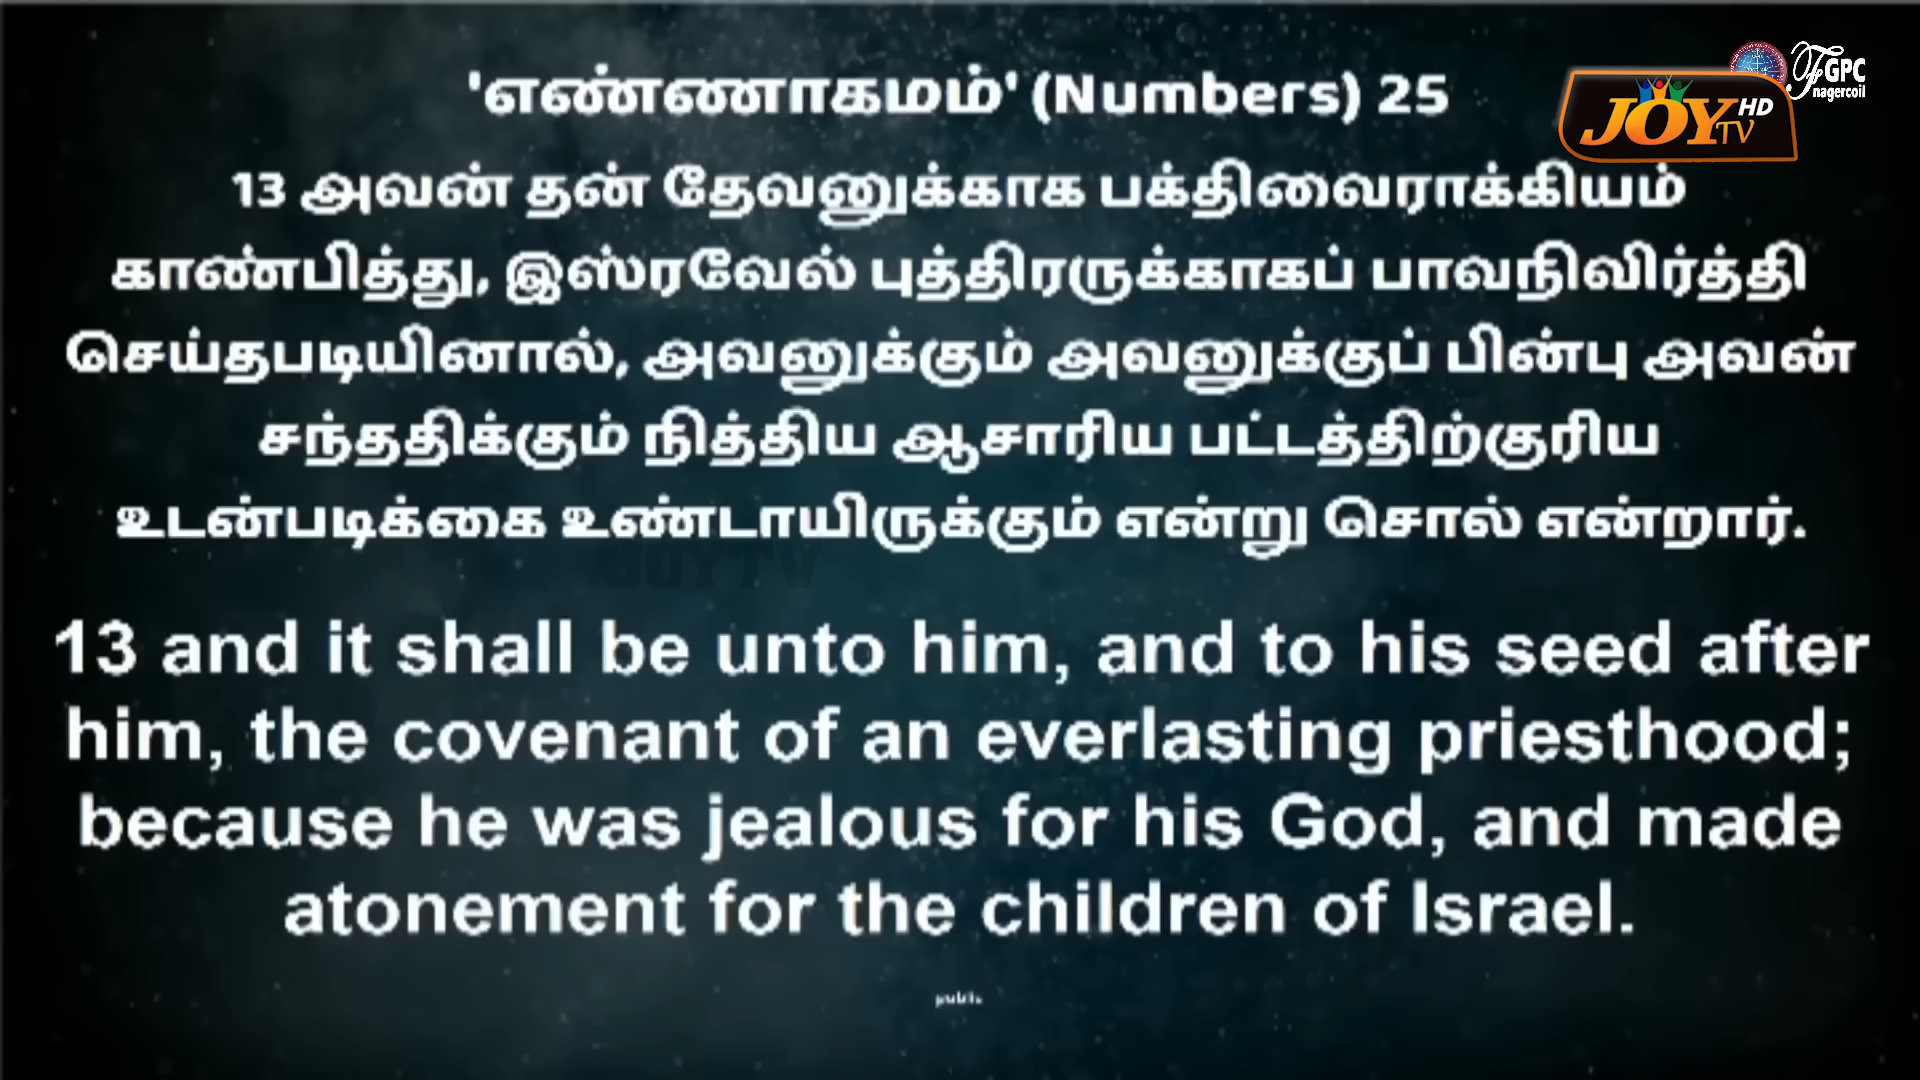 'எண்ணாகமம்' (Numbers) 25
GPC
nagercoil
JOY HD
TV
13 அவன் தன் தேவனுக்காக பக்திவைராக்கியம்
காண்பித்து, இஸ்ரவேல் புத்திரருக்காகப் பாவநிவிர்த்தி
செய்தபடியினால், அவனுக்கும் அவனுக்குப் பின்பு அவன்
சந்ததிக்கும் நித்திய ஆசாரிய பட்டத்திற்குரிய
உடன்படிக்கை உண்டாயிருக்கும் என்று சொல் என்றார்.
JOYTV
13 and it shall be unto him, and to his seed after
him, the covenant of an everlasting priesthood;
because he was jealous for his God, and made
atonement for the children of Israel.